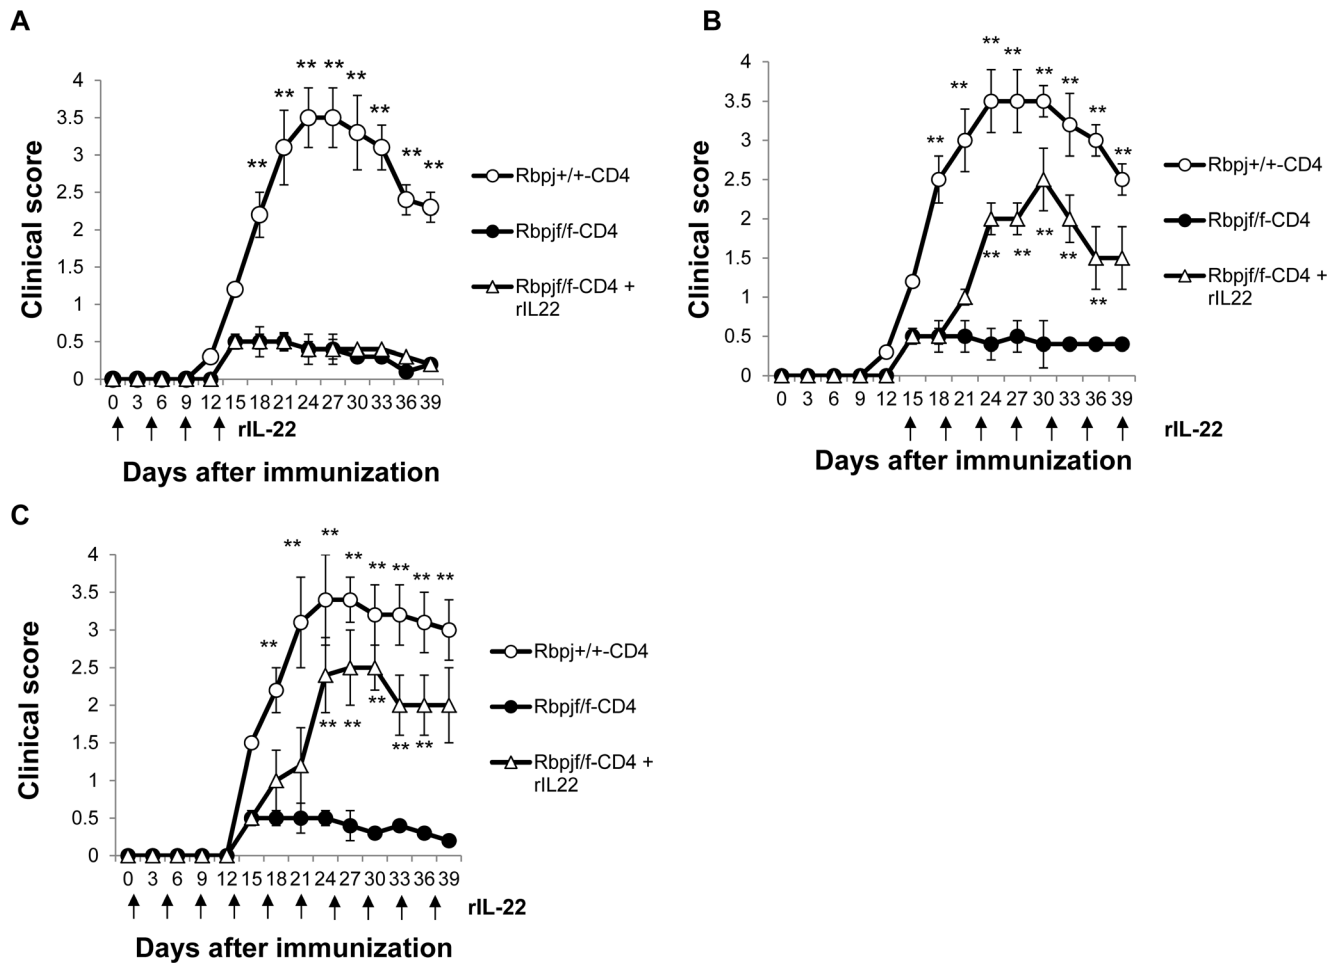 A
Clinical score
4
**
**
**
**
**
**
**
**
3.5
3
2.5
2
1.5
1
0.5
0
0 3 6 9 12 15 18 21 24 27 30 33 36 39
rIL-22
Days after immunization
Rbpj+/+-CD4
Rbpjf/f-CD4
Rbpjf/f-CD4 +
rIL22
B
Clinical score
4
3.5
3
2.5
2
1.5
1
0.5
0
**
**
**
**
**
**
**
**
**
**
**
**
**
0 3 6 9 12 15 18 21 24 27 30 33 36 39
rIL-22
Days after immunization
Rbpj+/+-CD4
Rbpjf/f-CD4
Rbpjf/f-CD4 +
rIL22
C
Clinical score
4
3.5
3
2.5
2
1.5
1
0.5
0
**
**
**
**
**
**
**
**
**
**
**
**
**
0 3 6 9 12 15 18 21 24 27 30 33 36 39
rIL-22
Days after immunization
Rbpj+/+-CD4
Rbpjf/f-CD4
Rbpjf/f-CD4 +
rIL22